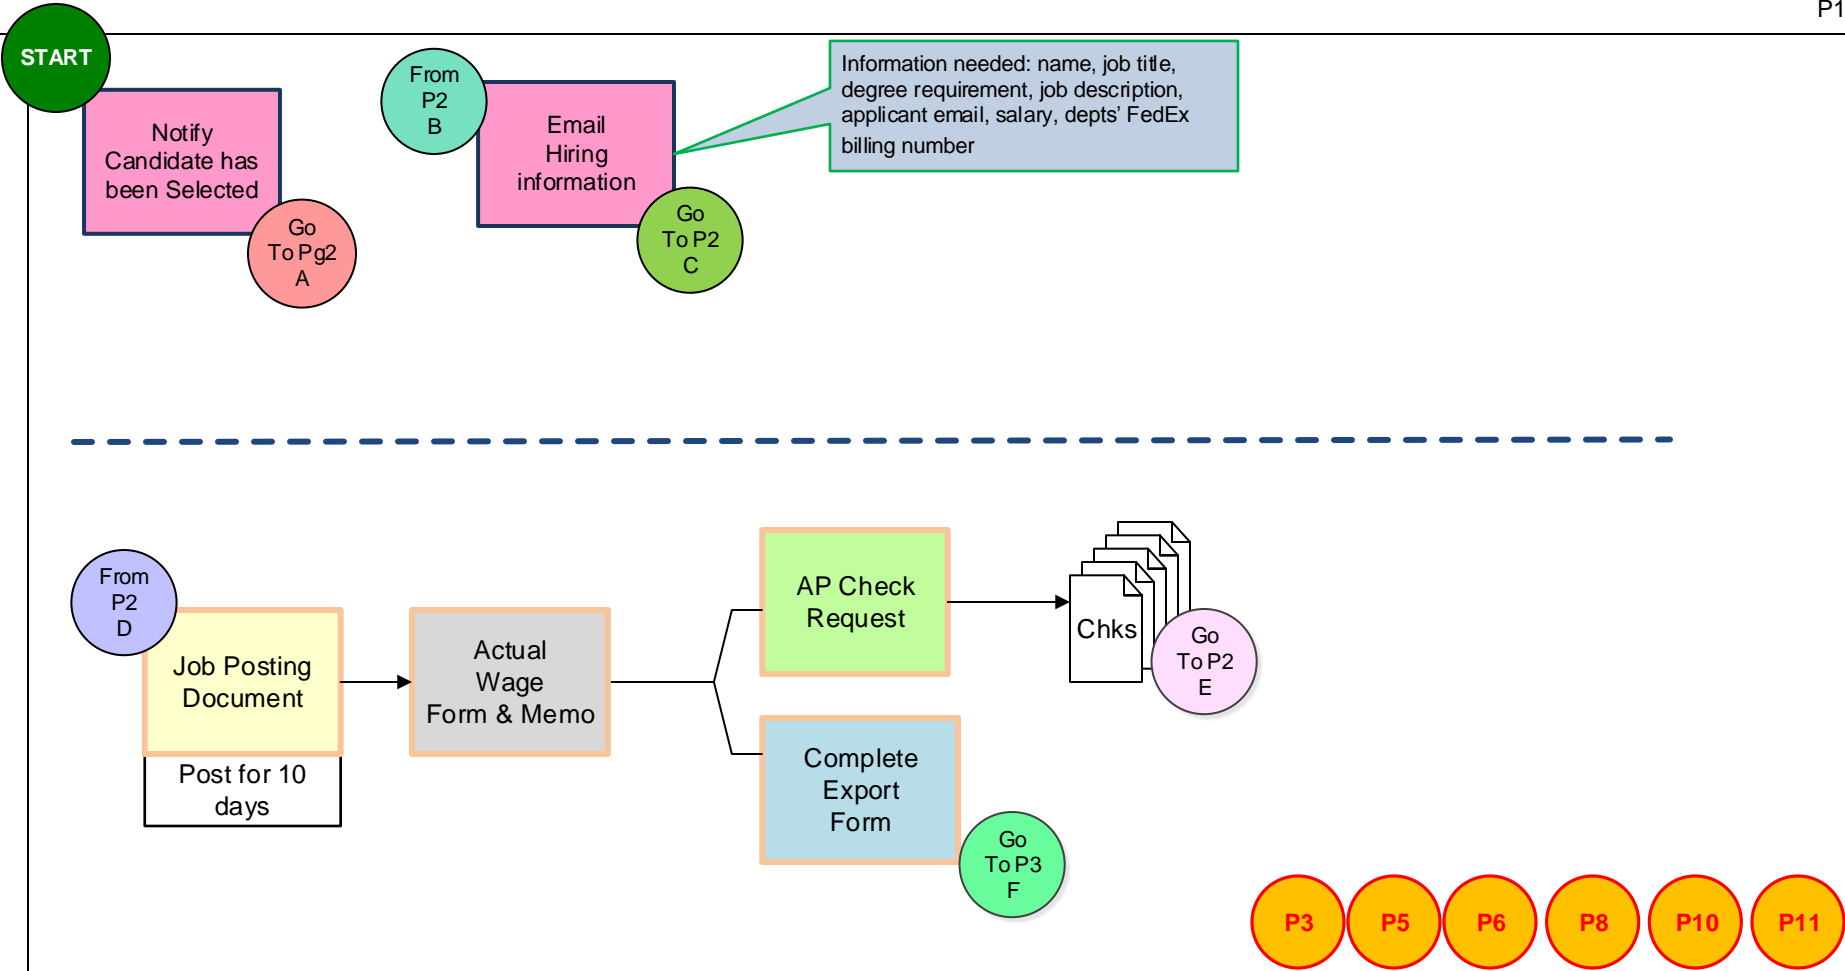 P1
START
Notify
Candidate has
been Selected
Go
To Pg2
A
From
P2
B
Email
Hiring
information
Go
To P2
C
Information needed: name, job title,
degree requirement, job description,
applicant email, salary, depts’ FedEx
billing number
From
P2
D
Job Posting
Document
Post for 10
days
Actual
Wage
Form & Memo
AP Check
Request
Chks
Go
To P2
E
Complete
Export
Form
Go
To P3
F
P3
P5
P6
P8
P10
P11